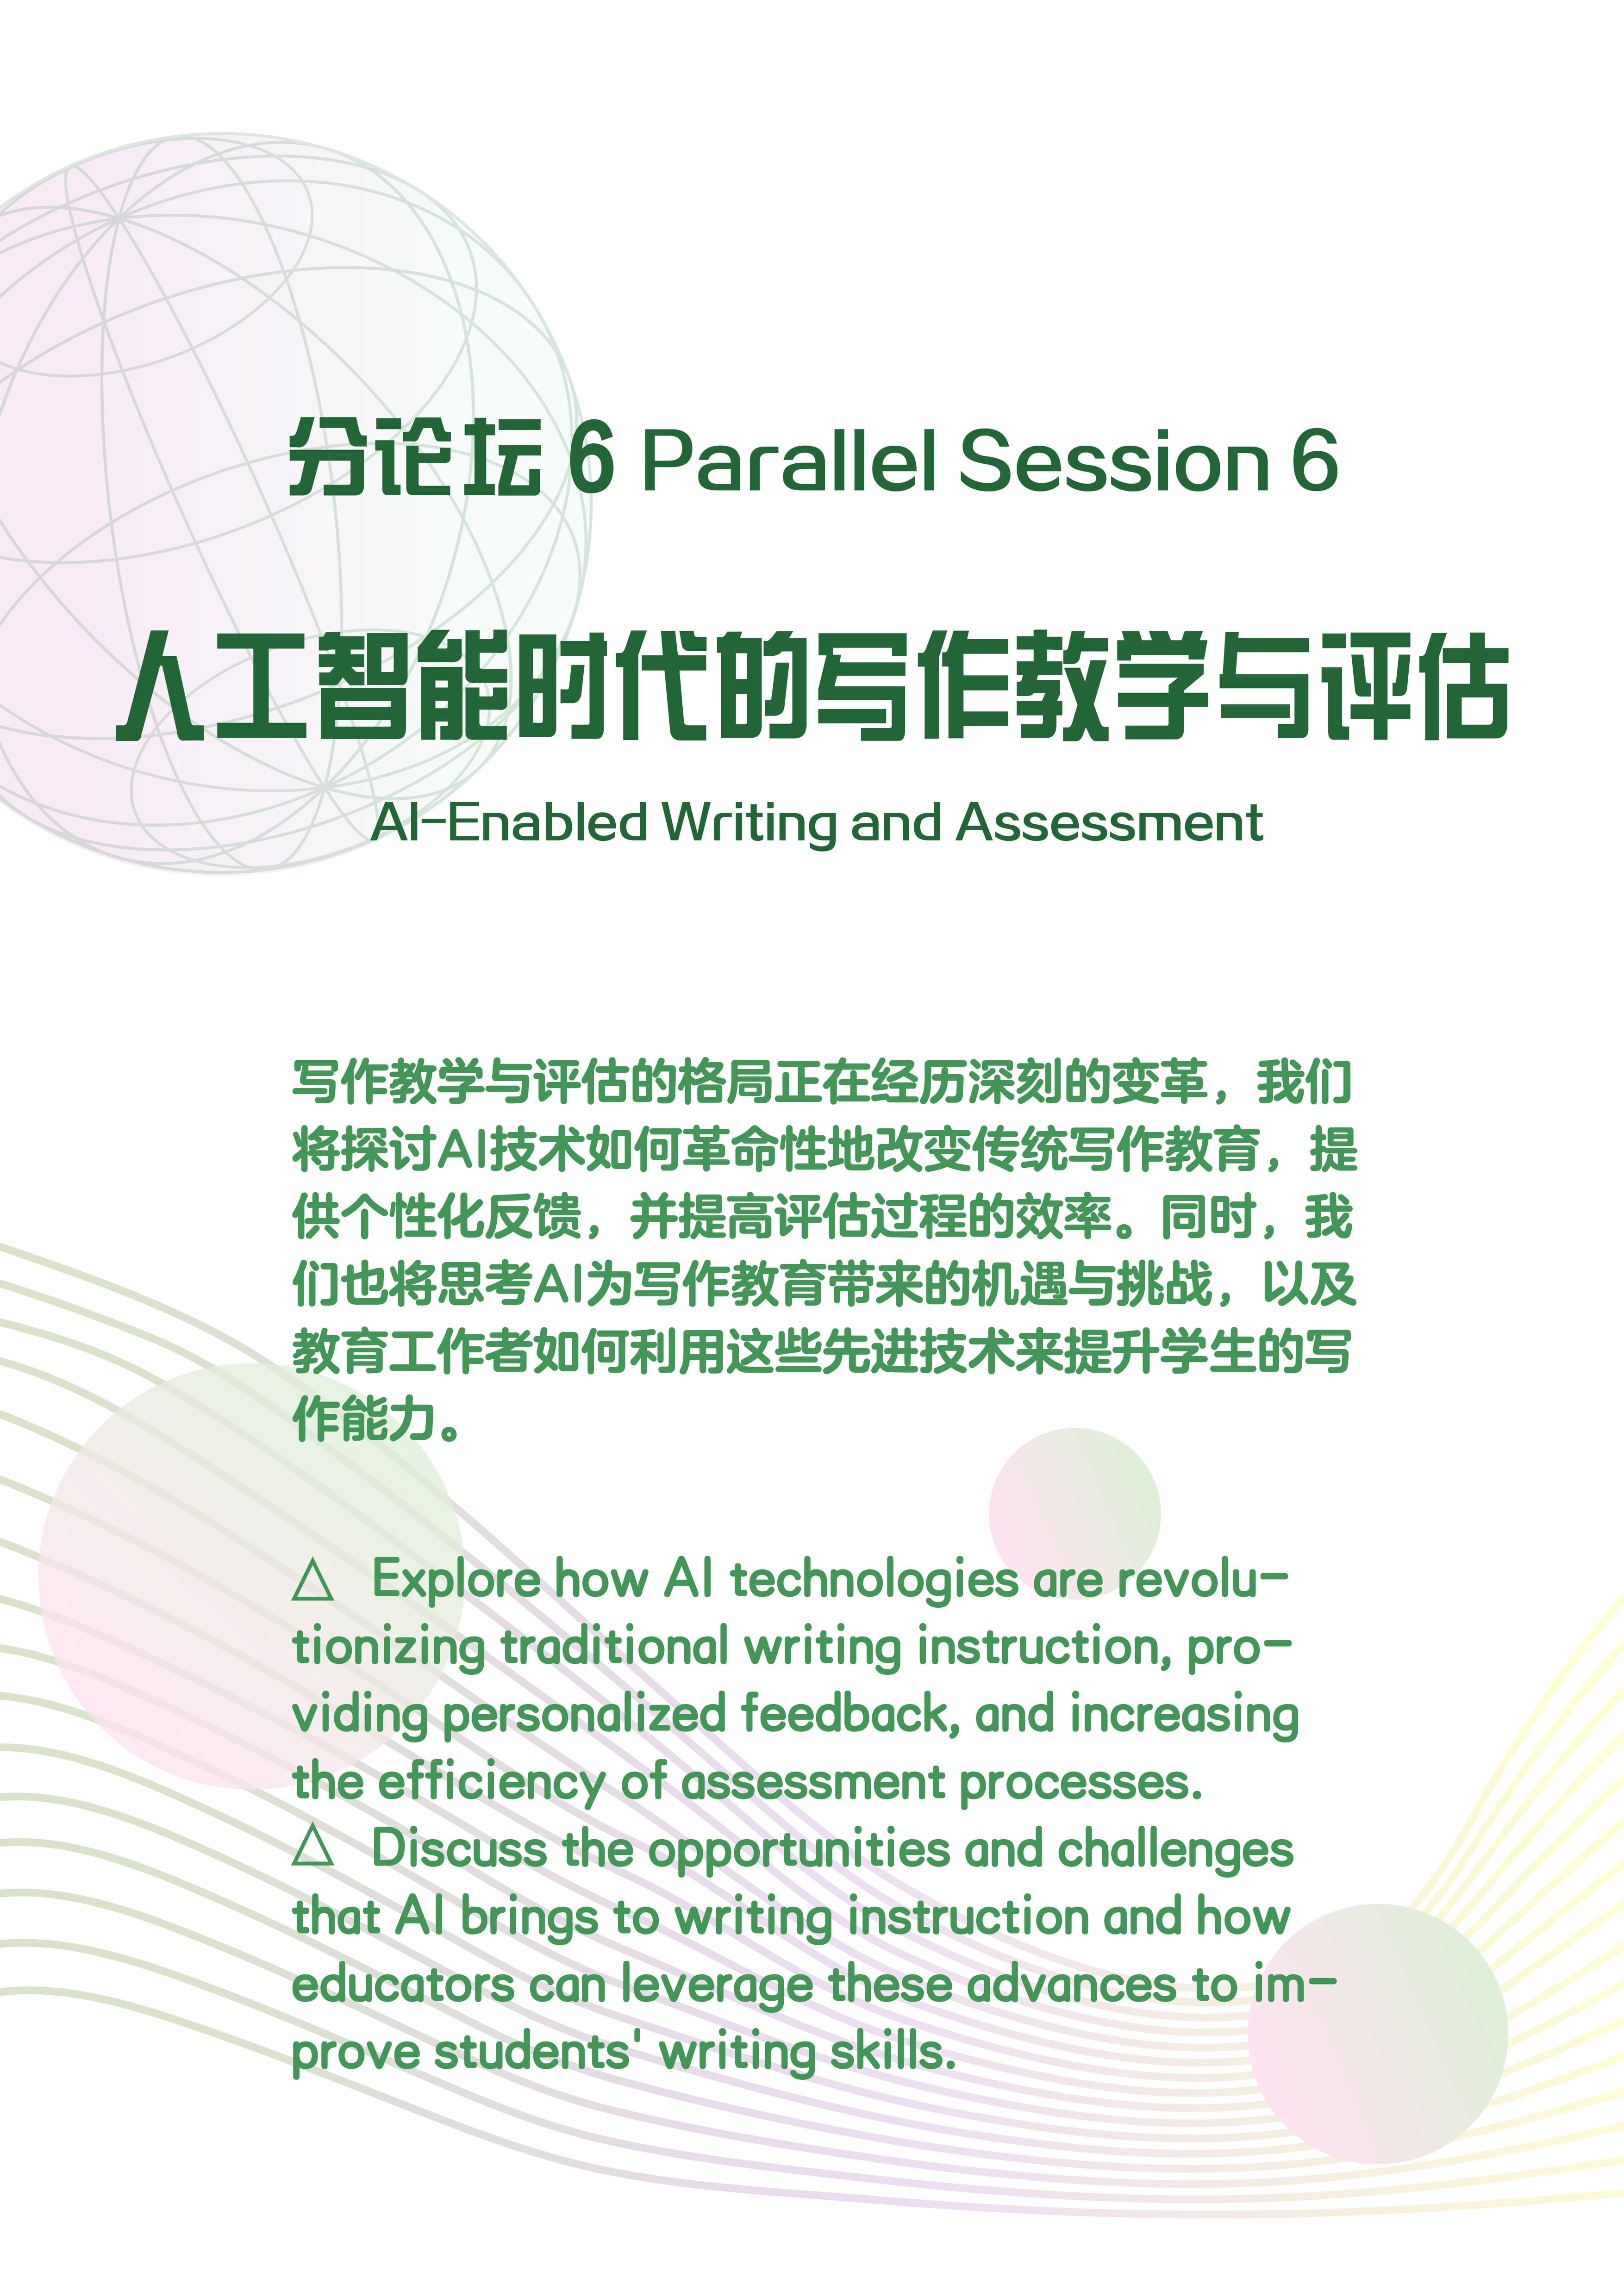 分论坛 6 Parallel Session 6
人工智能时代的写作教学与评估
AI-Enabled Writing and Assessment
写作教学与评估的格局正在经历深刻的变革，我们
将探讨AI技术如何革命性地改变传统写作教育，提
供个性化反馈，并提高评估过程的效率。同时，我
们也将思考AI为写作教育带来的机遇与挑战，以及
教育工作者如何利用这些先进技术来提升学生的写
作能力。
△ Explore how AI technologies are revolu-
tionizing traditional writing instruction, pro-
viding personalized feedback, and increasing
the efficiency of assessment processes.
△ Discuss the opportunities and challenges
that AI brings to writing instruction and how
educators can leverage these advances to im-
prove students' writing skills.